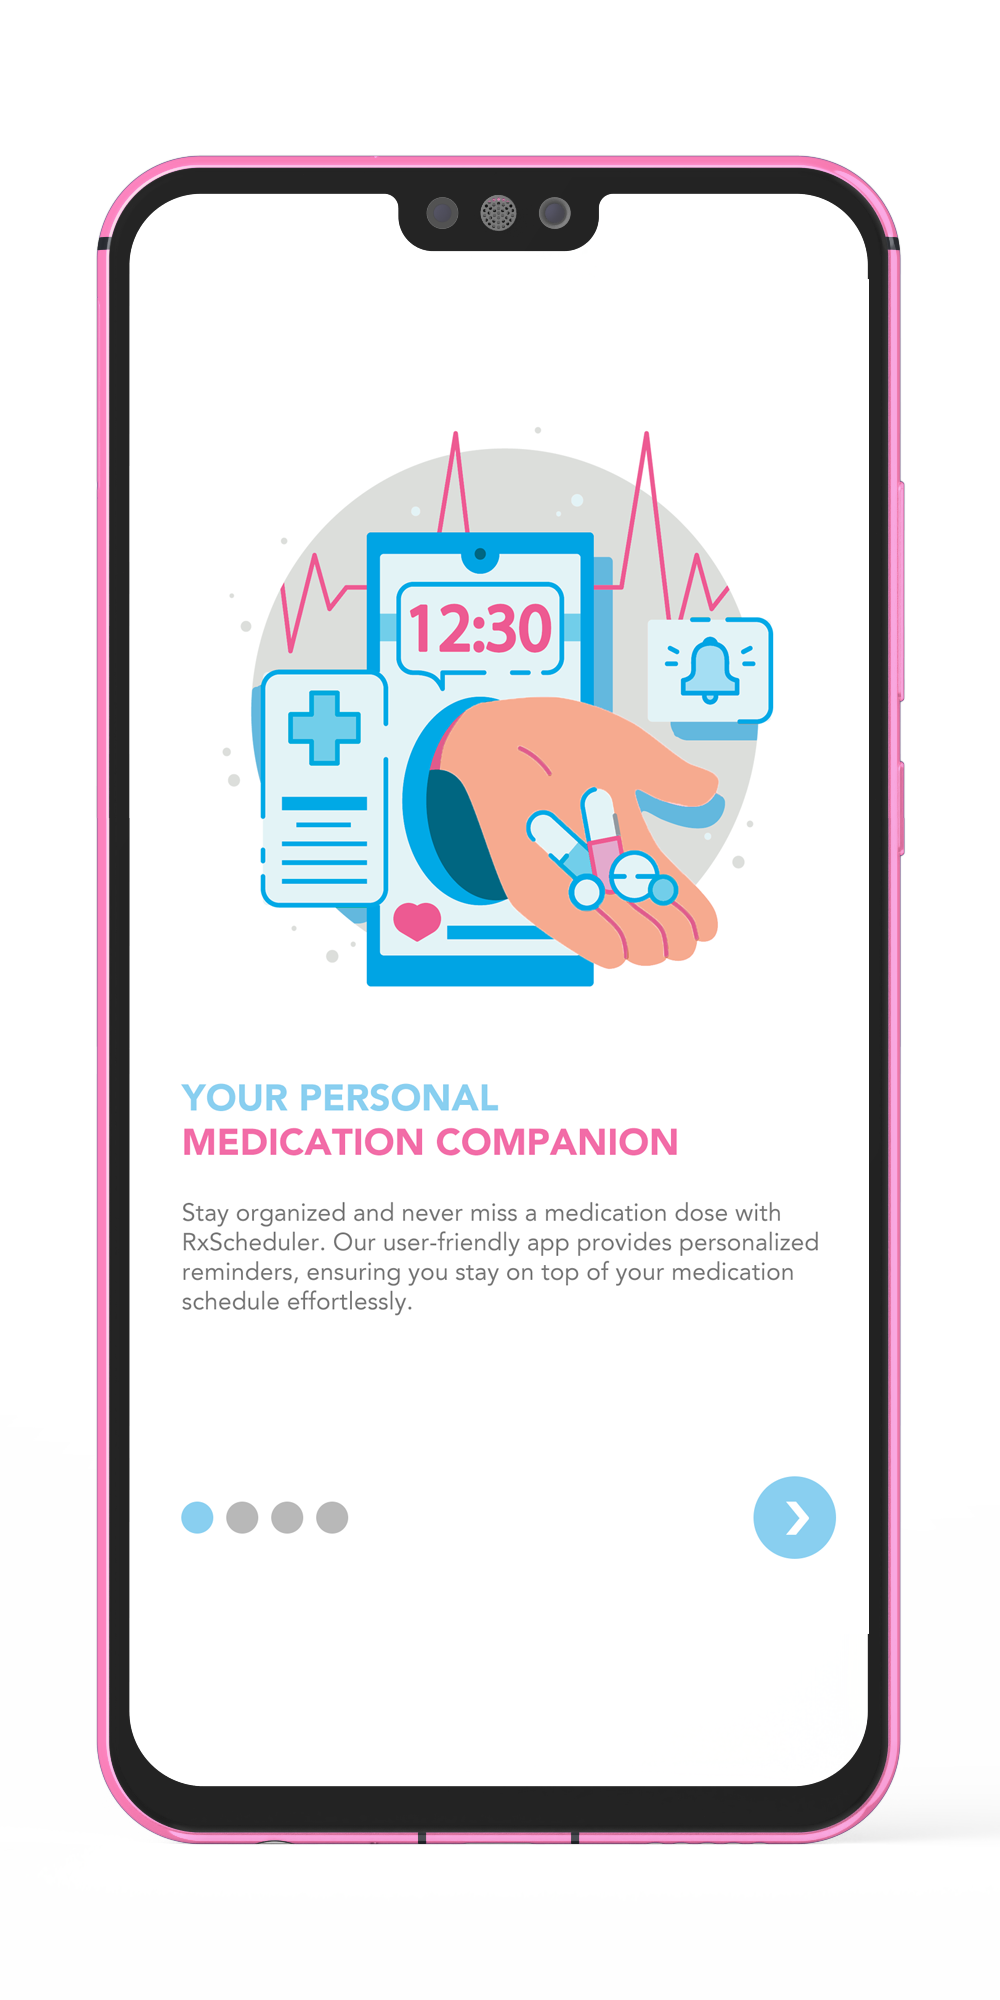 12:30
YOUR PERSONAL
MEDICATION COMPANION
Stay organized and never miss a medication dose with
RxScheduler. Our user-friendly app provides personalized
reminders, ensuring you stay on top of your medication
schedule effortlessly.